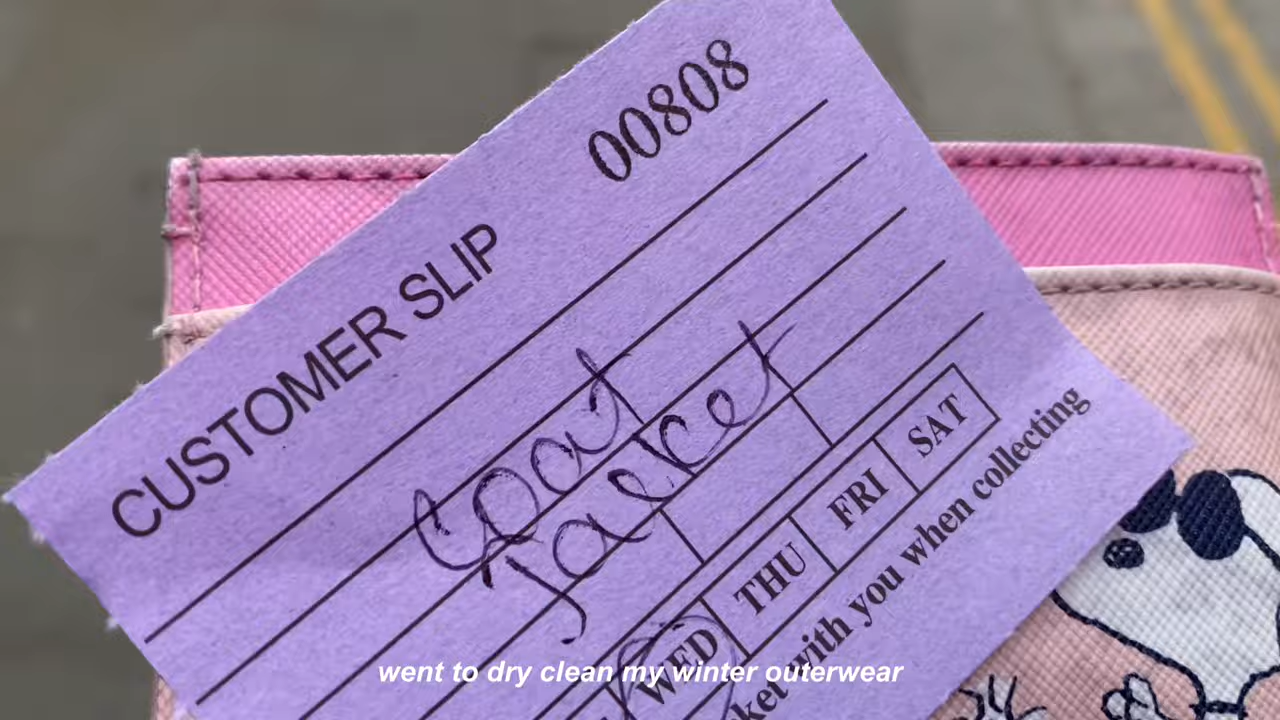 00808
CUSTOMER SLIP
Coat
Jacket
WED THU FRI SAT
with you when collecting
went to dry clean my winter outerwear